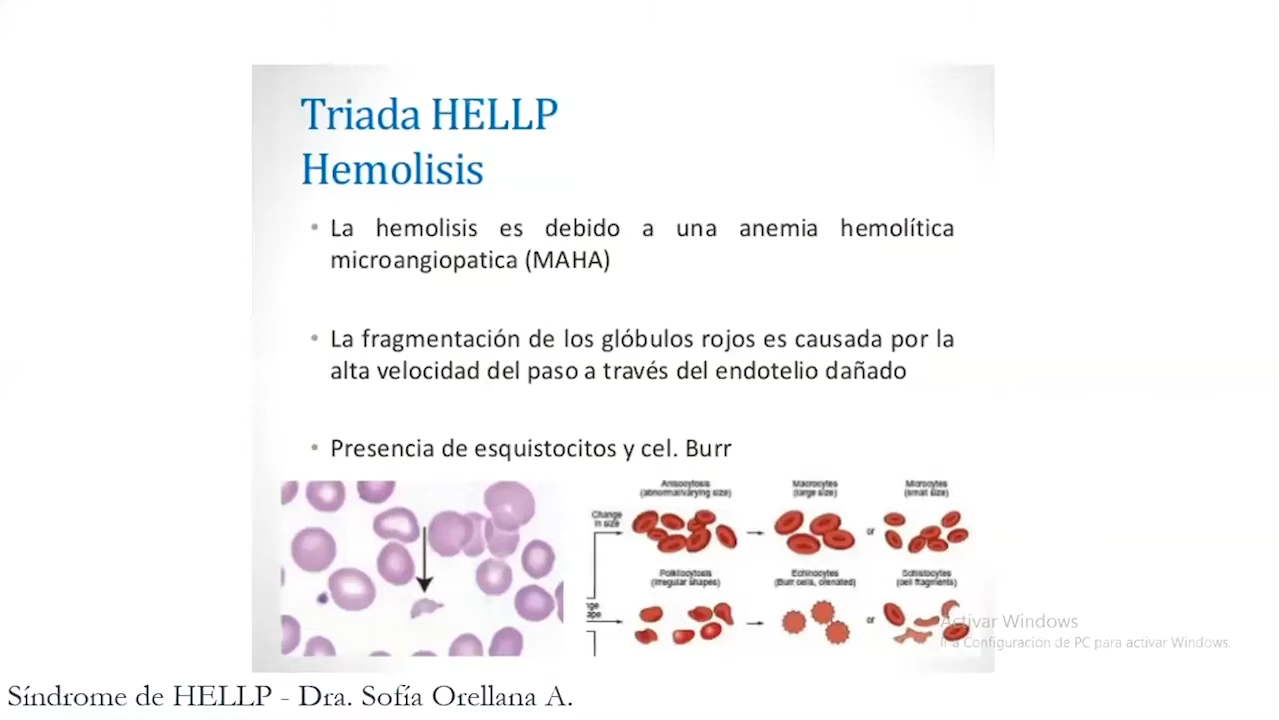 Triada HELLP
Hemolisis
• La hemolisis es debido a una anemia hemolítica
microangiopatica (MAHA)
• La fragmentación de los glóbulos rojos es causada por la
alta velocidad del paso a través del endotelio dañado
• Presencia de esquistocitos y cel. Burr
Anisocytosis
(abnormal/varying size)
Macrocytes
(large size)
Microcytes
(small size)
Change
in size
or
Poikilocytosis
(irregular shapes)
Echinocytes
(Burr cells, crenated)
Schistocytes
(cell fragments)
or
Activar Windows
Ir a Configuración de PC para activar Windows.
Síndrome de HELLP - Dra. Sofía Orellana A.